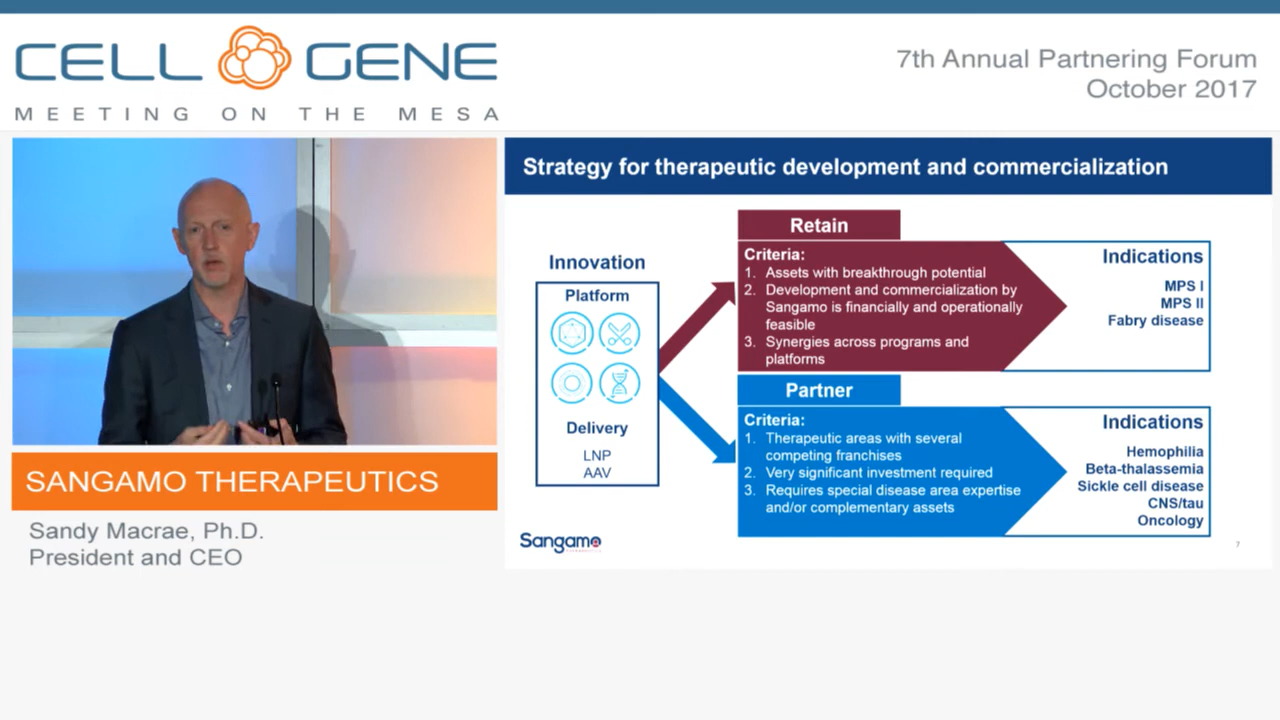 CELL GENE
MEETING ON THE MESA
7th Annual Partnering Forum
October 2017
SANGAMO THERAPEUTICS
Sandy Macrae, Ph.D.
President and CEO
Strategy for therapeutic development and commercialization
Innovation
Platform
Delivery
LNP
AAV
Retain
Criteria:
1. Assets with breakthrough potential
2. Development and commercialization by
Sangamo is financially and operationally
feasible
3. Synergies across programs and
platforms
Indications
MPS I
MPS II
Fabry disease
Partner
Criteria:
1. Therapeutic areas with several
competing franchises
2. Very significant investment required
3. Requires special disease area expertise
and/or complementary assets
Indications
Hemophilia
Beta-thalassemia
Sickle cell disease
CNS/tau
Oncology
Sangamo
7